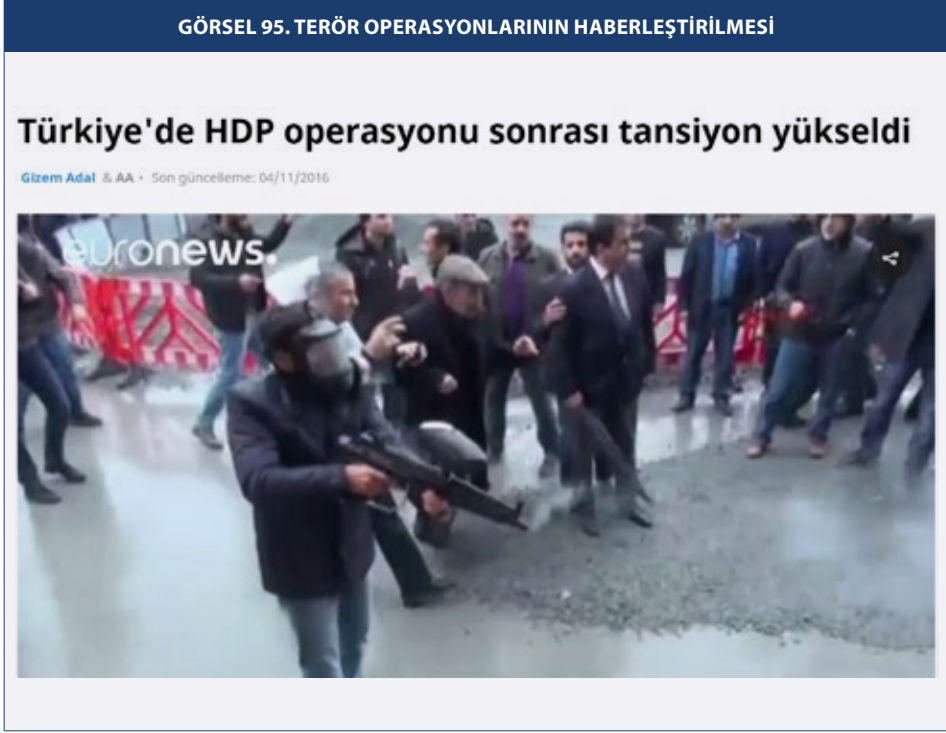 GÖRSEL 95. TERÖR OPERASYONLARININ HABERLEŞTİRİLMESİ
Türkiye'de HDP operasyonu sonrası tansiyon yükseldi
Gizem Adal & AA • Son güncelleme: 04/11/2016
euronews.